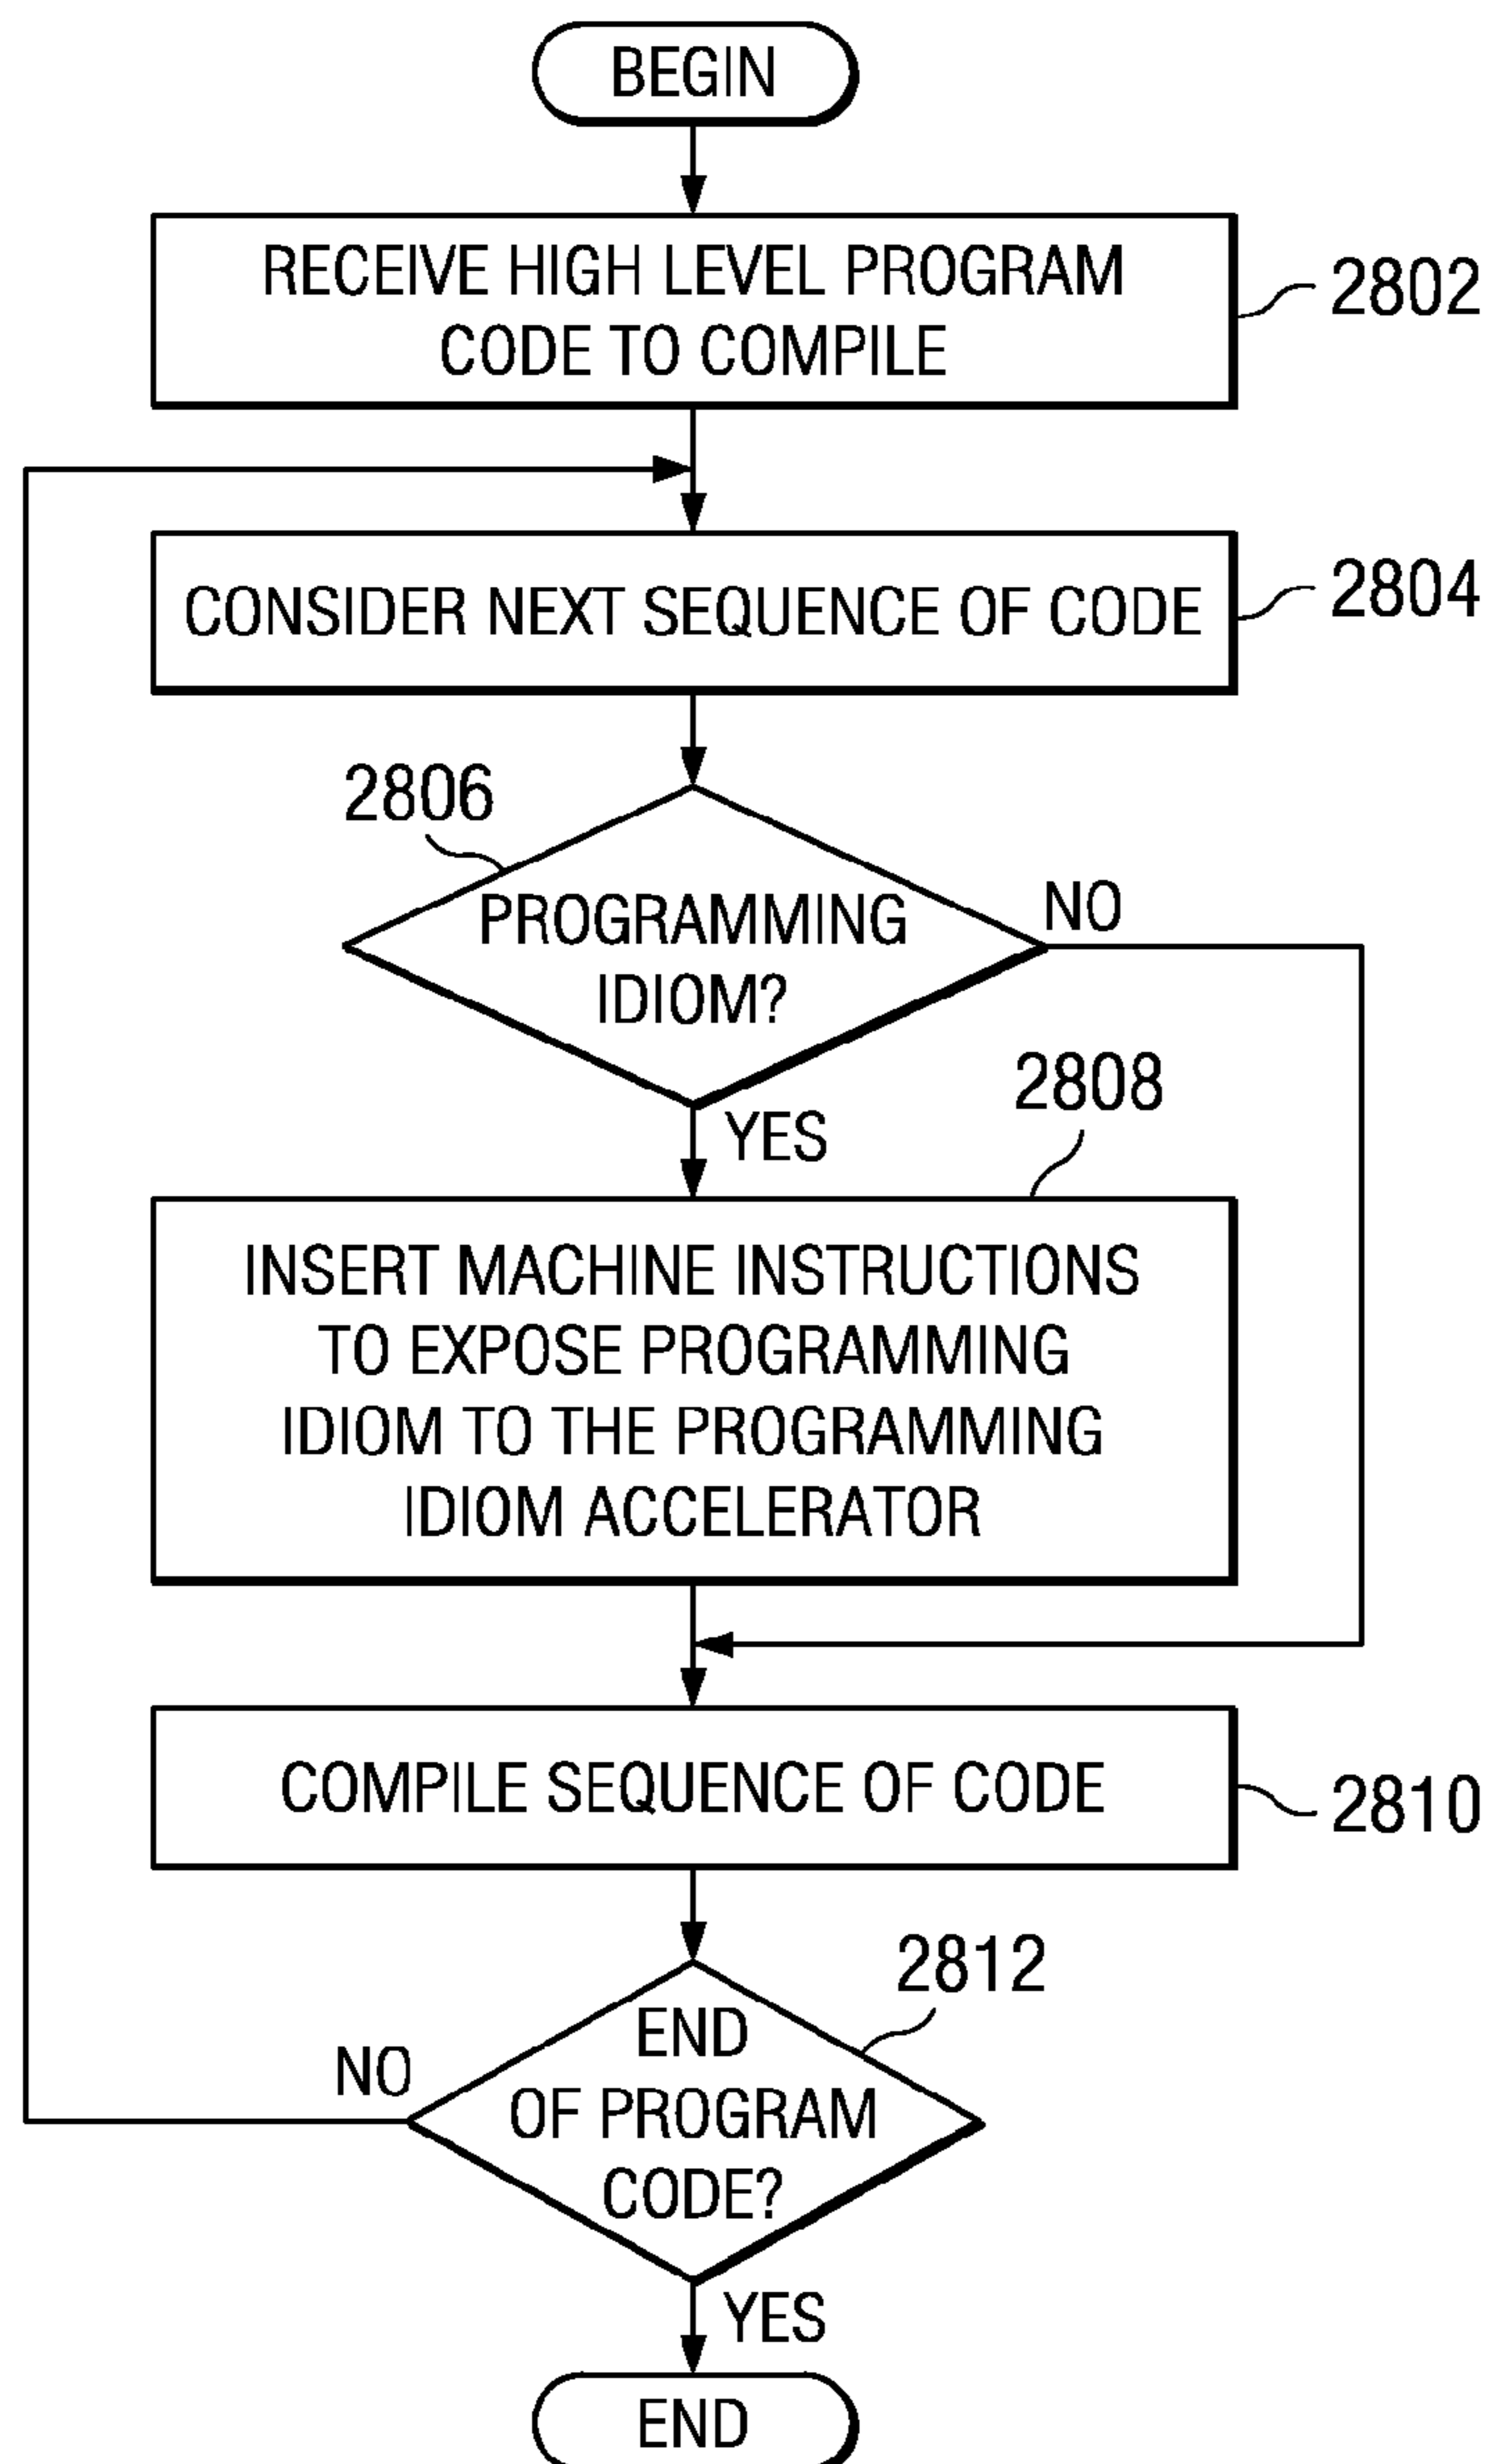 BEGIN
RECEIVE HIGH LEVEL PROGRAM
CODE TO COMPILE
2802
CONSIDER NEXT SEQUENCE OF CODE
2804
2806
PROGRAMMING
IDIOM?
NO
YES
2808
INSERT MACHINE INSTRUCTIONS
TO EXPOSE PROGRAMMING
IDIOM TO THE PROGRAMMING
IDIOM ACCELERATOR
COMPILE SEQUENCE OF CODE
2810
2812
END
OF PROGRAM
CODE?
NO
YES
END